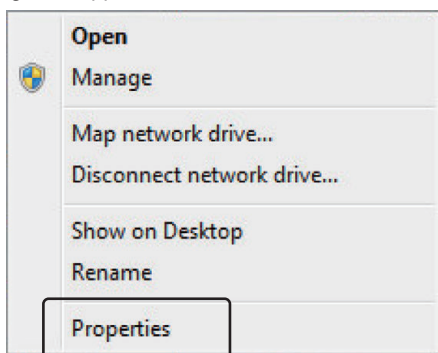 Open
Manage
Map network drive...
Disconnect network drive...
Show on Desktop
Rename
Properties